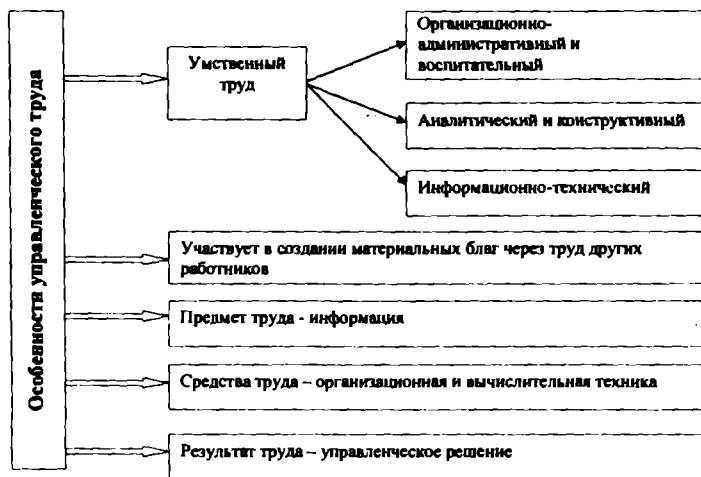 Особенности управленческого труда
Умственный
труд
Организационно-
административный и
воспитательный
Аналитический и конструктивный
Информационно-технический
Участвует в создании материальных благ через труд других
работников
Предмет труда - информация
Средства труда – организационная и вычислительная техника
Результат труда – управленческое решение